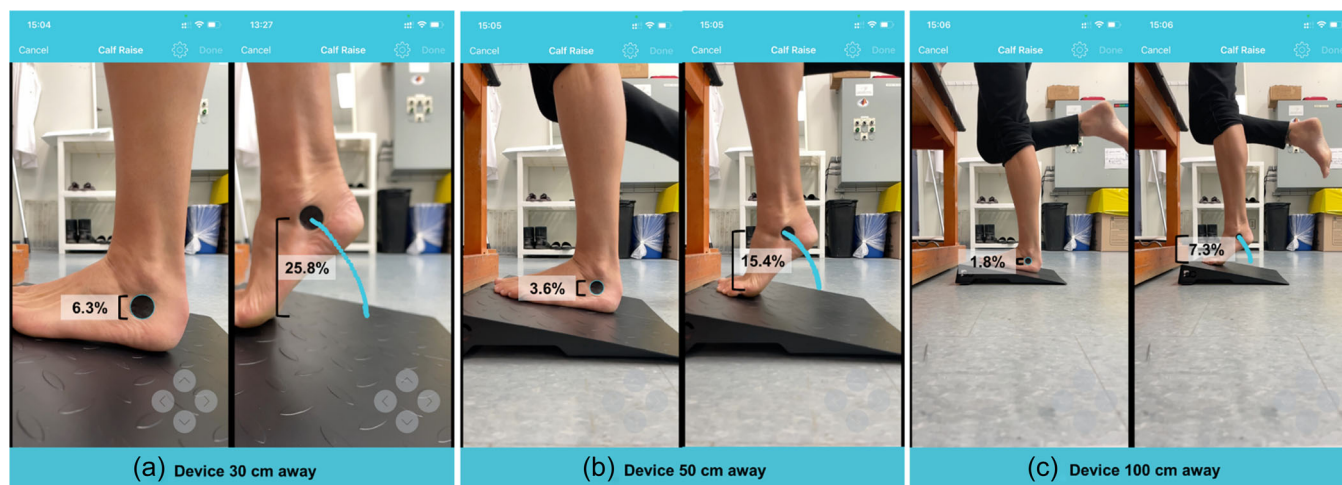 15:04
Cancel Calf Raise Done
6.3%
13:27
Cancel Calf Raise Done
25.8%
(a) Device 30 cm away
15:05
Cancel Calf Raise Done
3.6%
15:05
Cancel Calf Raise Done
15.4%
(b) Device 50 cm away
15:06
Cancel Calf Raise Done
1.8%
15:06
Cancel Calf Raise Done
7.3%
(c) Device 100 cm away